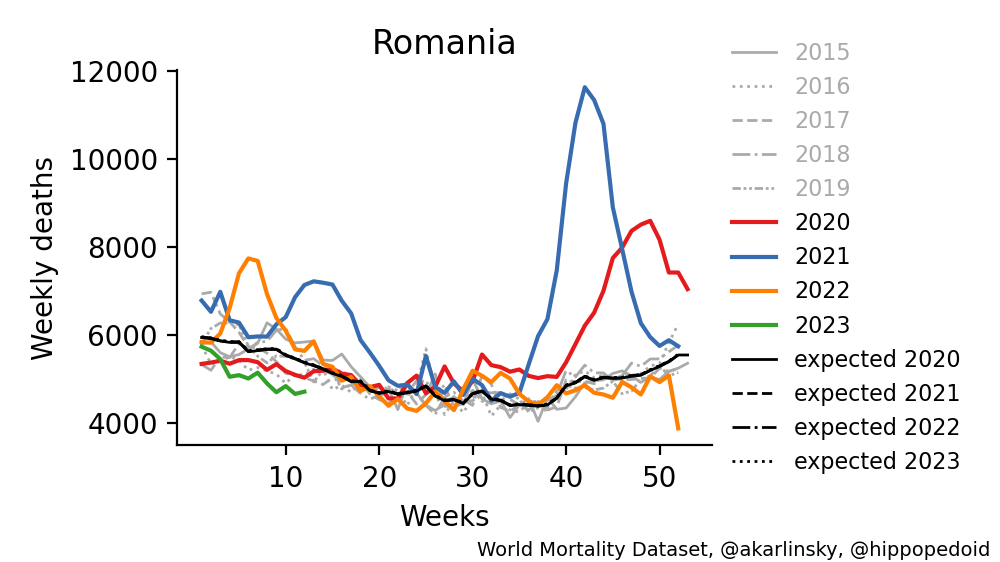 Romania
Weekly deaths
12000
10000
8000
6000
4000
10 20 30 40 50
Weeks
2015
2016
2017
2018
2019
2020
2021
2022
2023
expected 2020
expected 2021
expected 2022
expected 2023
World Mortality Dataset, @akarlinsky, @hippopedoid